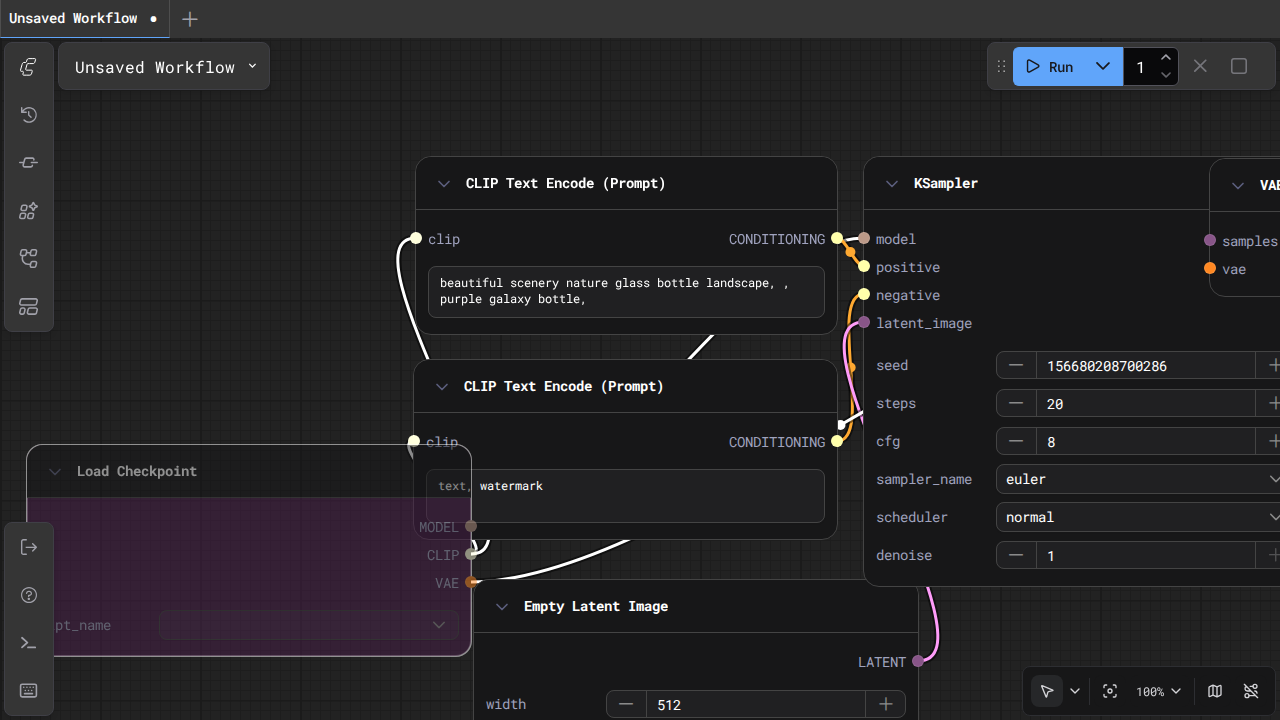 Unsaved Workflow
Unsaved Workflow
Run
1
CLIP Text Encode (Prompt)
clip
CONDITIONING
beautiful scenery nature glass bottle landscape, ,
purple galaxy bottle,
CLIP Text Encode (Prompt)
clip
CONDITIONING
text, watermark
Load Checkpoint
MODEL
CLIP
VAE
pt_name
Empty Latent Image
LATENT
width
512
KSampler
model
positive
negative
latent_image
seed
156680208700286
steps
20
cfg
8
sampler_name
euler
scheduler
normal
denoise
1
VAE
samples
vae
100%